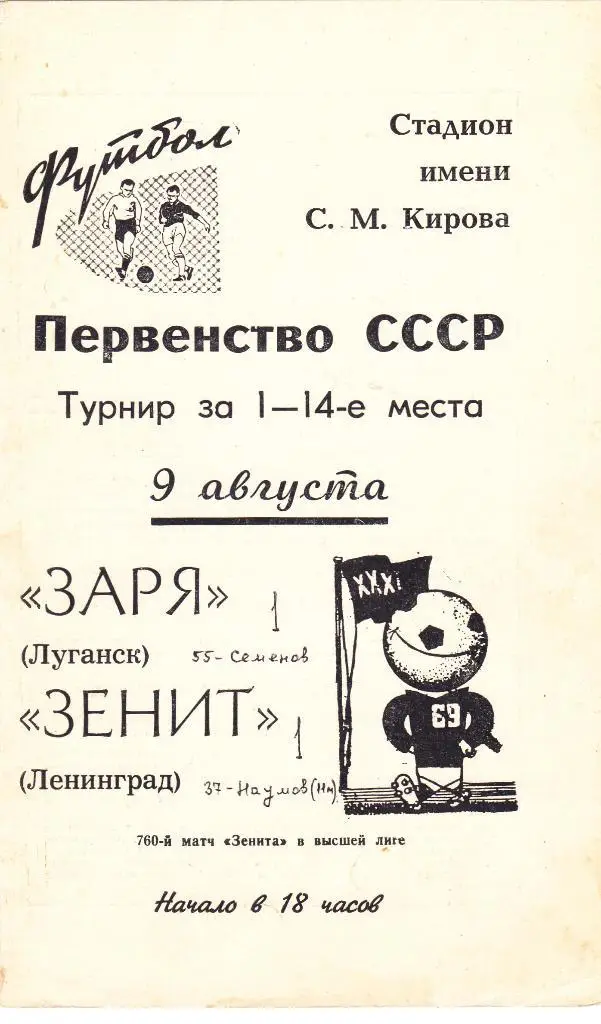 Футбол
Стадион
имени
С. М. Кирова
Первенство СССР
Турнир за 1—14-е места
9 августа
«ЗАРЯ» 1
(Луганск) 55-Семенов
XXXI
69
«ЗЕНИТ» 1
(Ленинград) 37-Наумов(Нм)
760-й матч «Зенита» в высшей лиге
Начало в 18 часов